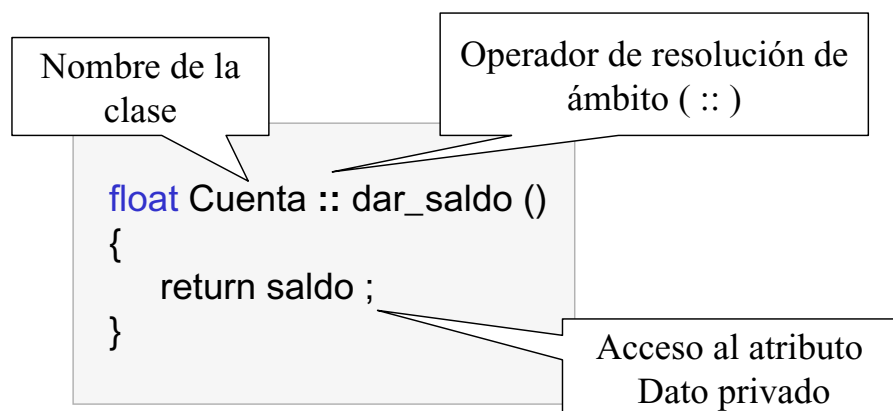 Nombre de la
clase
Operador de resolución de
ámbito ( :: )
float Cuenta :: dar_saldo ()
{
return saldo ;
}
Acceso al atributo
Dato privado